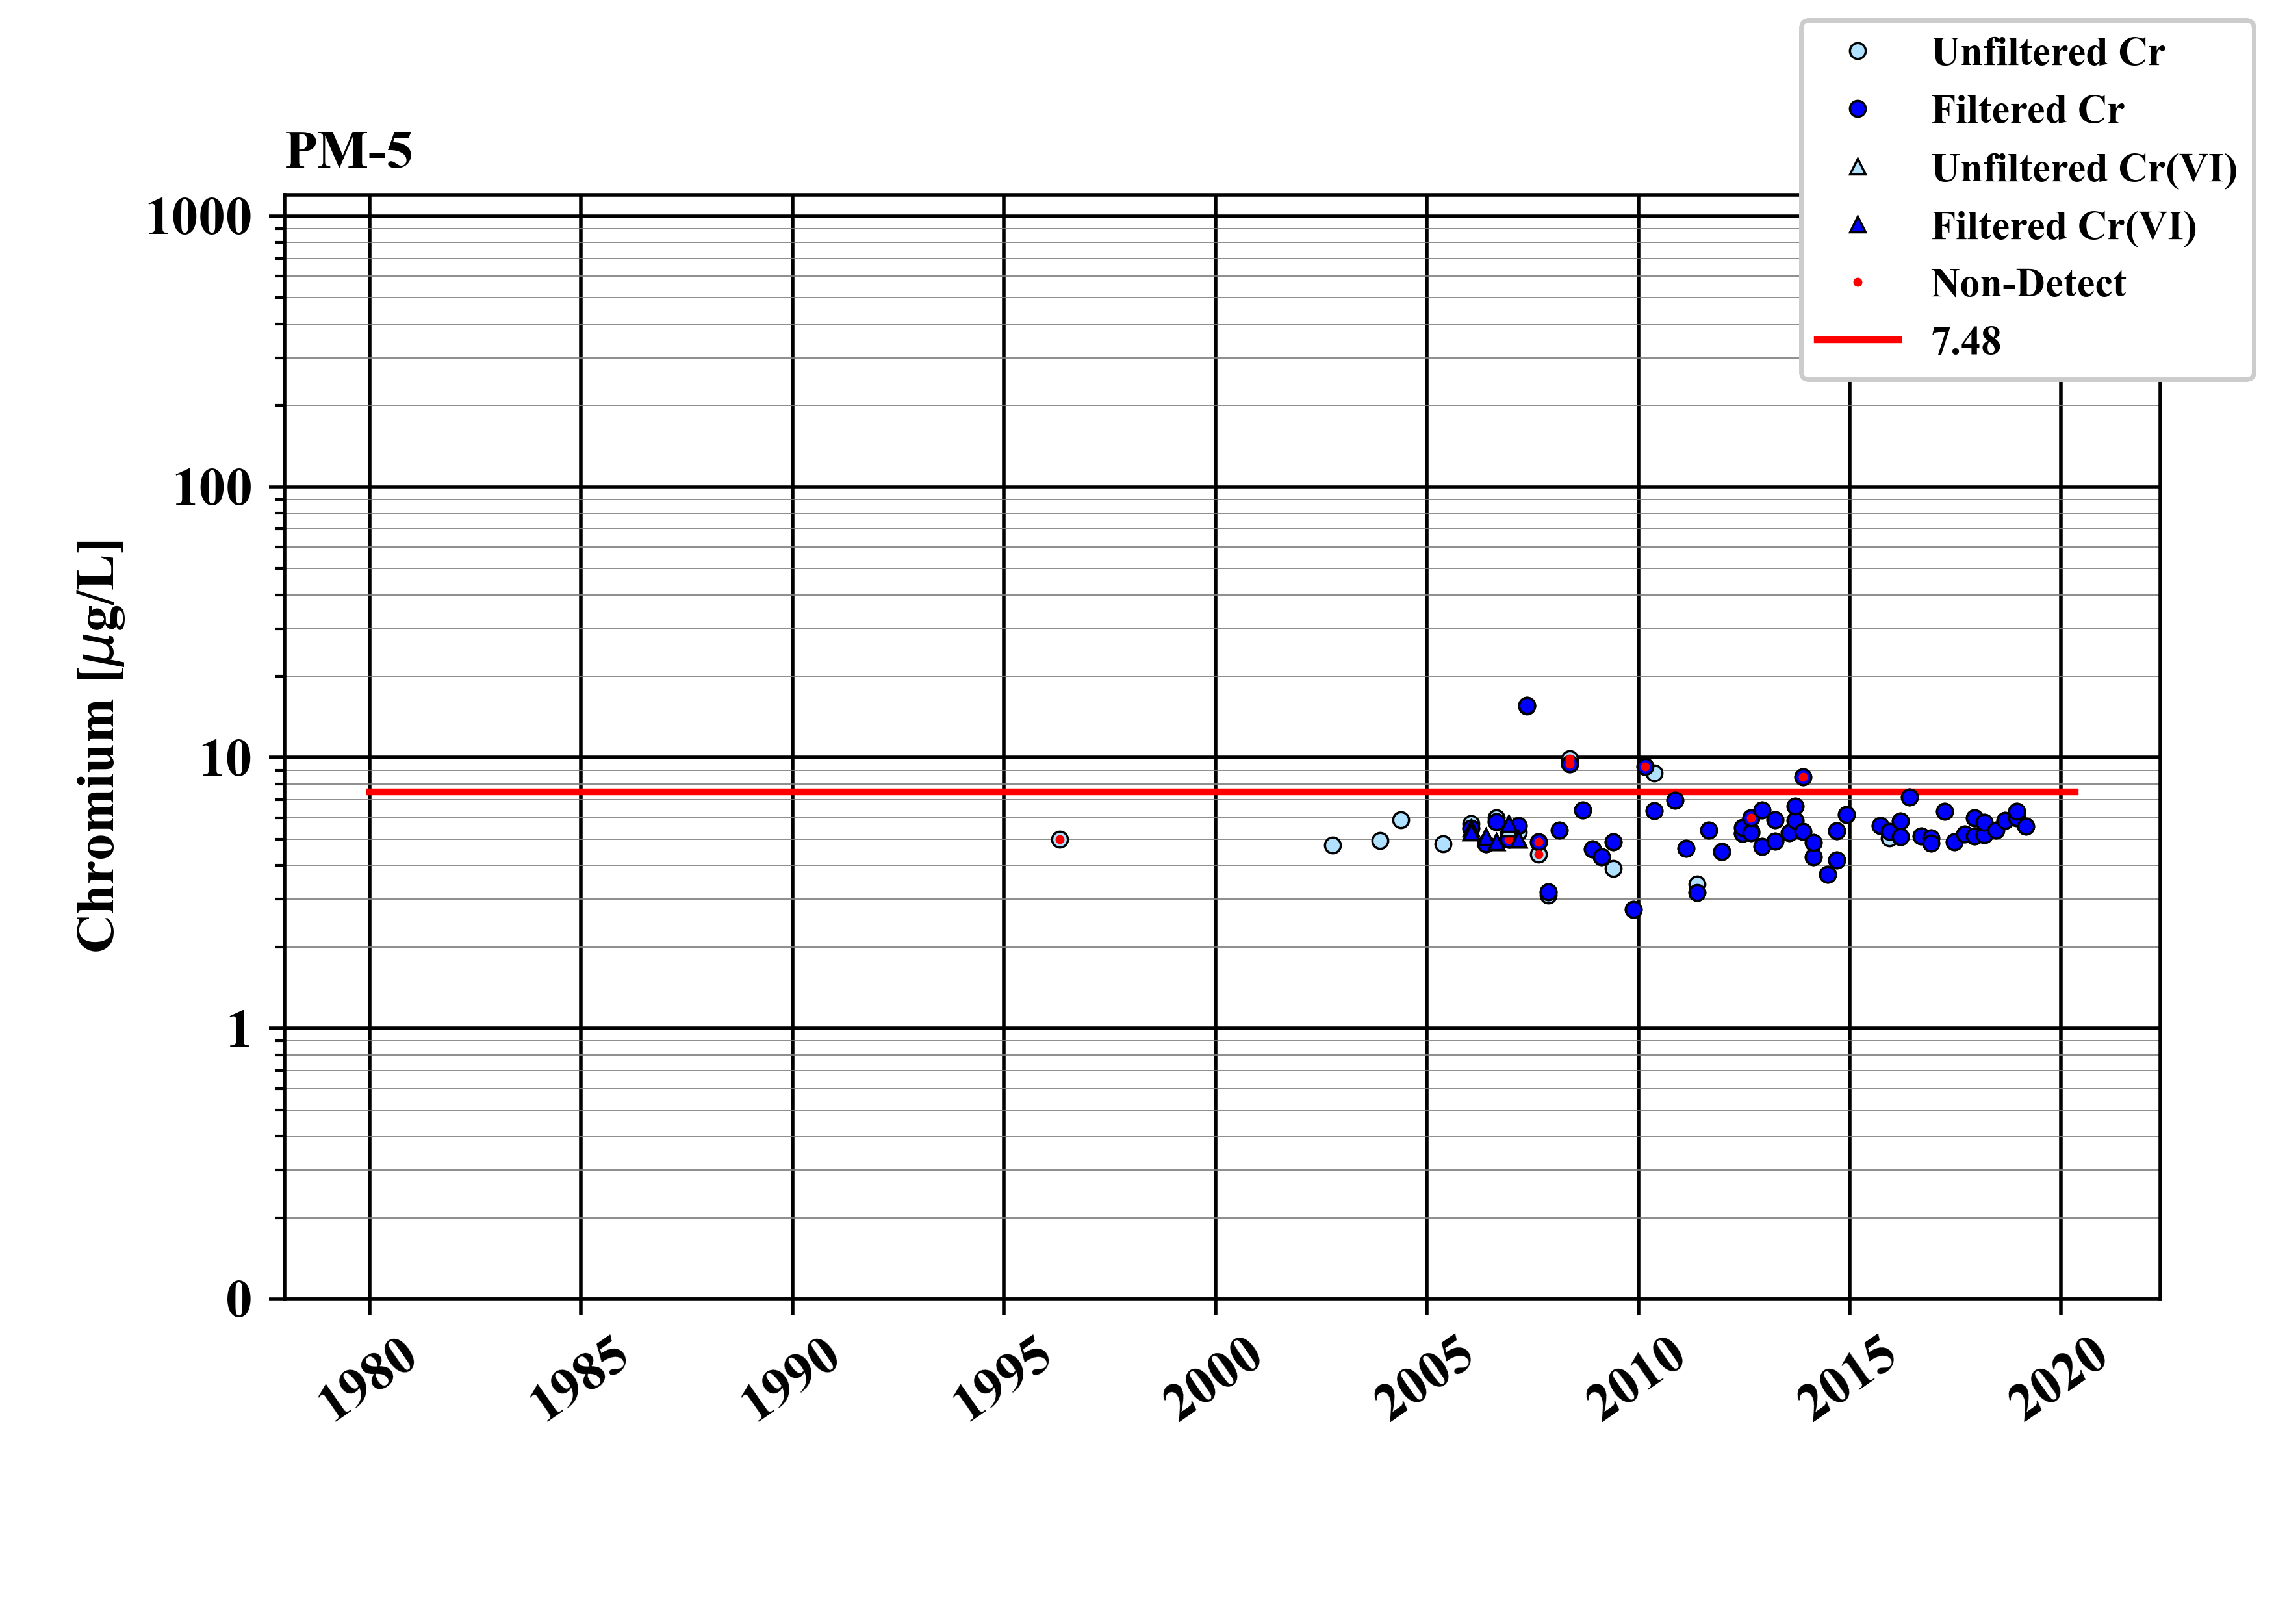 Unfiltered Cr
Filtered Cr
Unfiltered Cr(VI)
Filtered Cr(VI)
Non-Detect
7.48
PM-5
Chromium [μg/L]
1000
100
10
1
0
1980
1985
1990
1995
2000
2005
2010
2015
2020